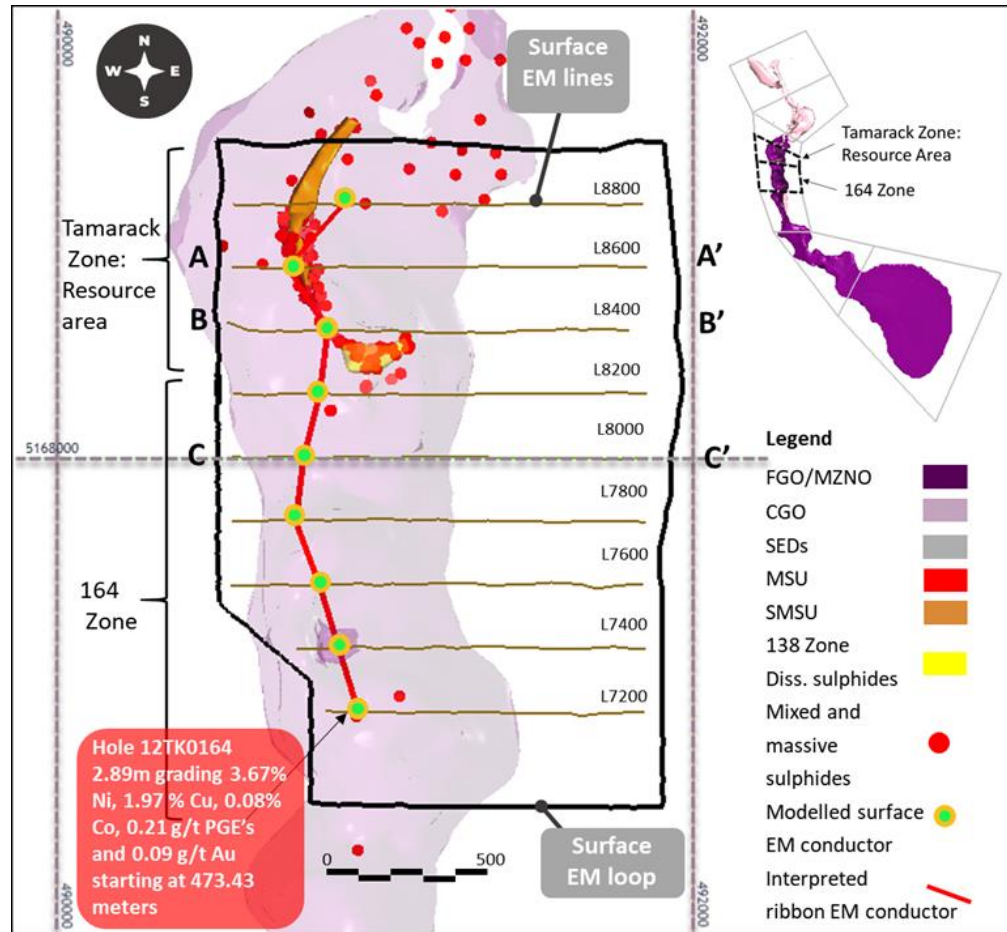 490000
492000
N
W
E
S
Surface
EM lines
Tamarack Zone:
Resource Area
164 Zone
Tamarack
Zone:
Resource
area
L8800
L8600
A
A'
L8400
B
B'
L8200
5168000
L8000
C
C'
L7800
L7600
164
Zone
L7400
L7200
Hole 12TK0164
2.89m grading 3.67%
Ni, 1.97 % Cu, 0.08%
Co, 0.21 g/t PGE's
and 0.09 g/t Au
starting at 473.43
meters
0
500
Surface
EM loop
490000
492000
Legend
FGO/MZNO
CGO
SEDs
MSU
SMSU
138 Zone
Diss. sulphides
Mixed and
massive
sulphides
Modelled surface
EM conductor
Interpreted
ribbon EM conductor